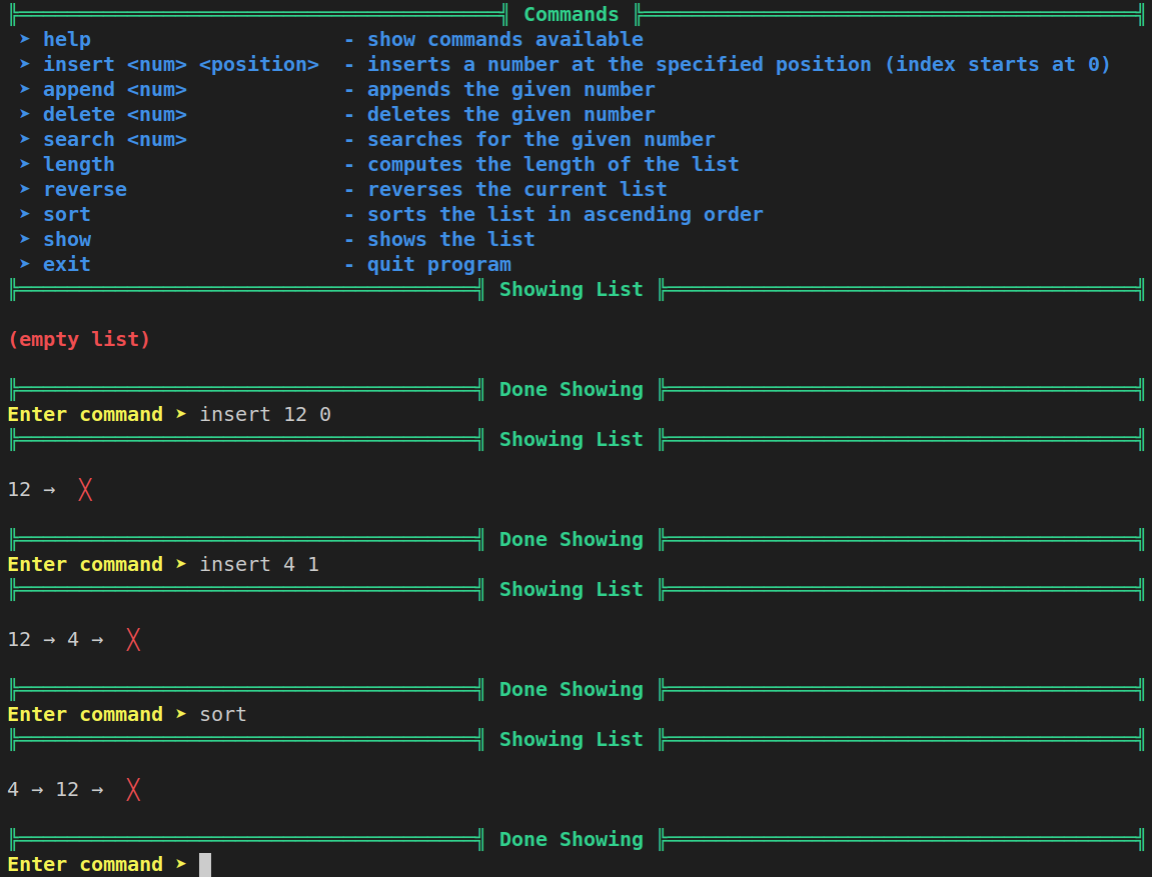 ╠════════════════════════════════════════╣ Commands ╠══════════════════════════════════════════╣
➤ help - show commands available
➤ insert <num> <position> - inserts a number at the specified position (index starts at 0)
➤ append <num> - appends the given number
➤ delete <num> - deletes the given number
➤ search <num> - searches for the given number
➤ length - computes the length of the list
➤ reverse - reverses the current list
➤ sort - sorts the list in ascending order
➤ show - shows the list
➤ exit - quit program
╠══════════════════════════════════════╣ Showing List ╠════════════════════════════════════════╣
(empty list)
╠══════════════════════════════════════╣ Done Showing ╠════════════════════════════════════════╣
Enter command ➤ insert 12 0
╠══════════════════════════════════════╣ Showing List ╠════════════════════════════════════════╣
12 → ╳
╠══════════════════════════════════════╣ Done Showing ╠════════════════════════════════════════╣
Enter command ➤ insert 4 1
╠══════════════════════════════════════╣ Showing List ╠════════════════════════════════════════╣
12 → 4 → ╳
╠══════════════════════════════════════╣ Done Showing ╠════════════════════════════════════════╣
Enter command ➤ sort
╠══════════════════════════════════════╣ Showing List ╠════════════════════════════════════════╣
4 → 12 → ╳
╠══════════════════════════════════════╣ Done Showing ╠════════════════════════════════════════╣
Enter command ➤